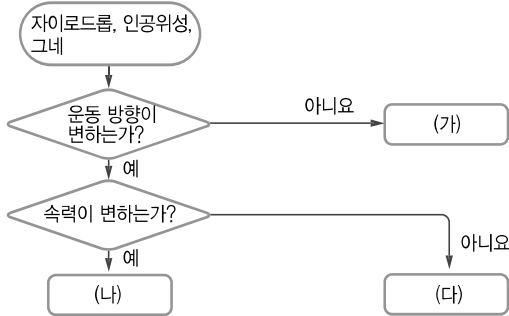 자이로드롭, 인공위성,
그네
운동 방향이
변하는가?
아니요
(가)
예
속력이 변하는가?
아니요
예
(나)
(다)